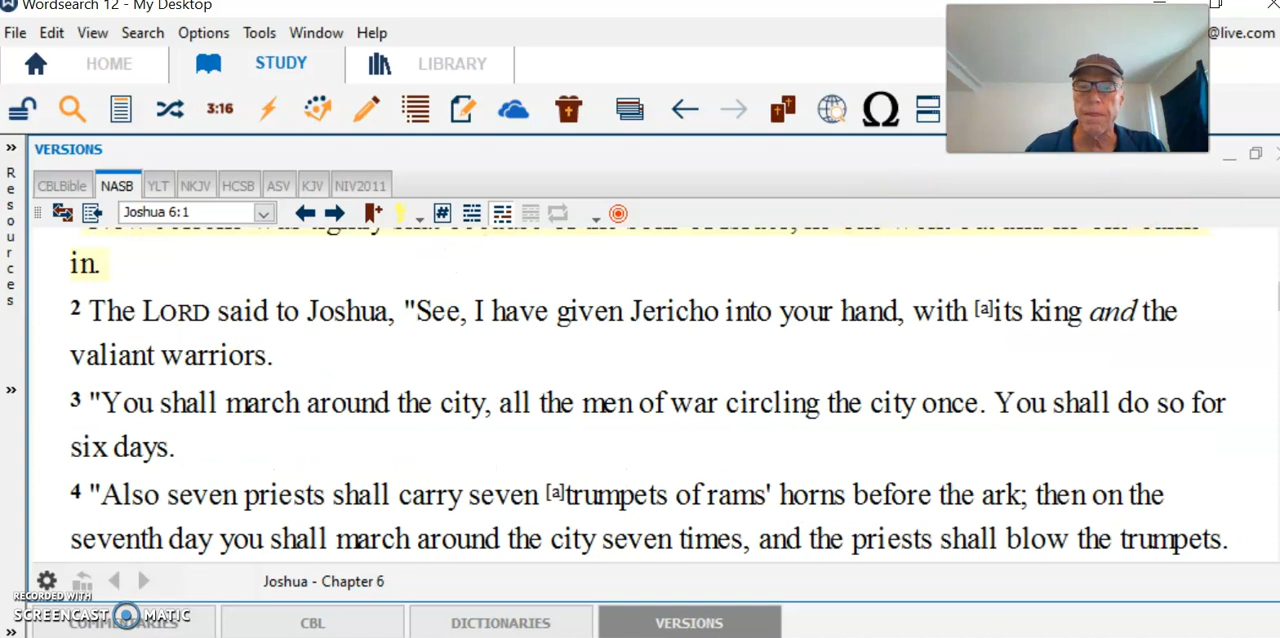 Wordsearch 12 - My Desktop
File Edit View Search Options Tools Window Help
@live.com
HOME STUDY LIBRARY
3:16 Ω
VERSIONS
Resources
CBLBible NASB YLT NKJV HCSB ASV KJV NIV2011
Joshua 6:1
#
in.
2 The LORD said to Joshua, "See, I have given Jericho into your hand, with [a]its king and the
valiant warriors.
3 "You shall march around the city, all the men of war circling the city once. You shall do so for
six days.
4 "Also seven priests shall carry seven [a]trumpets of rams' horns before the ark; then on the
seventh day you shall march around the city seven times, and the priests shall blow the trumpets.
Joshua - Chapter 6
RECORDED WITH
SCREENCAST MATIC
COMMENTARIES CBL DICTIONARIES VERSIONS